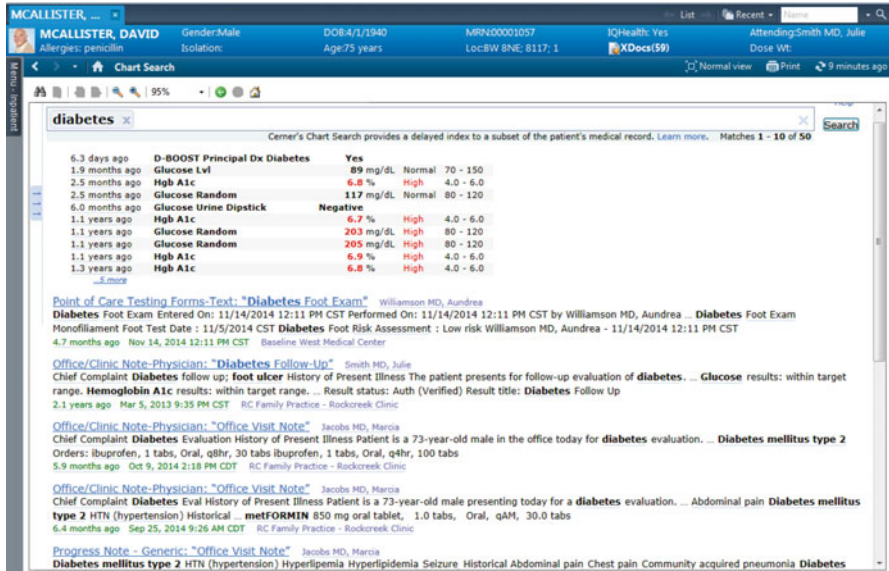 MCALLISTER, ... ×
List Recent Name
MCALLISTER, DAVID Gender:Male DOB:4/1/1940 MRN:00001057 IQHealth: Yes Attending:Smith MD, Julie
Allergies: penicillin Isolation: Age:75 years Loc:BW 8NE; 8117; 1 XDocs(59) Dose Wt:
Chart Search Normal view Print 9 minutes ago
Menu - Inpatient
95%
Help
diabetes × × Search
Cerner's Chart Search provides a delayed index to a subset of the patient's medical record. Learn more. Matches 1 - 10 of 50
6.3 days ago D-BOOST Principal Dx Diabetes Yes
1.9 months ago Glucose Lvl 89 mg/dL Normal 70 - 150
2.5 months ago Hgb A1c 6.8 % High 4.0 - 6.0
2.5 months ago Glucose Random 117 mg/dL Normal 80 - 120
6.0 months ago Glucose Urine Dipstick Negative
1.1 years ago Hgb A1c 6.7 % High 4.0 - 6.0
1.1 years ago Glucose Random 203 mg/dL High 80 - 120
1.1 years ago Glucose Random 205 mg/dL High 80 - 120
1.1 years ago Hgb A1c 6.9 % High 4.0 - 6.0
1.3 years ago Hgb A1c 6.8 % High 4.0 - 6.0
...5 more
Point of Care Testing Forms-Text: "Diabetes Foot Exam" Williamson MD, Aundrea
Diabetes Foot Exam Entered On: 11/14/2014 12:11 PM CST Performed On: 11/14/2014 12:11 PM CST by Williamson MD, Aundrea ... Diabetes Foot Exam
Monofilament Foot Test Date : 11/5/2014 CST Diabetes Foot Risk Assessment : Low risk Williamson MD, Aundrea - 11/14/2014 12:11 PM CST
4.7 months ago Nov 14, 2014 12:11 PM CST Baseline West Medical Center
Office/Clinic Note-Physician: "Diabetes Follow-Up" Smith MD, Julie
Chief Complaint Diabetes follow up; foot ulcer History of Present Illness The patient presents for follow-up evaluation of diabetes. ... Glucose results: within target
range. Hemoglobin A1c results: within target range. ... Result status: Auth (Verified) Result title: Diabetes Follow Up
2.1 years ago Mar 5, 2013 9:35 PM CST RC Family Practice - Rockcreek Clinic
Office/Clinic Note-Physician: "Office Visit Note" Jacobs MD, Marcia
Chief Complaint Diabetes Evaluation History of Present Illness Patient is a 73-year-old male in the office today for diabetes evaluation. ... Diabetes mellitus type 2
Orders: ibuprofen, 1 tabs, Oral, q8hr, 30 tabs ibuprofen, 1 tabs, Oral, q4hr, 100 tabs
5.9 months ago Oct 9, 2014 2:18 PM CDT RC Family Practice - Rockcreek Clinic
Office/Clinic Note-Physician: "Office Visit Note" Jacobs MD, Marcia
Chief Complaint Diabetes Eval History of Present Illness Patient is a 73-year-old male presenting today for a diabetes evaluation. ... Abdominal pain Diabetes mellitus
type 2 HTN (hypertension) Historical ... metFORMIN 850 mg oral tablet, 1.0 tabs, Oral, qAM, 30.0 tabs
6.4 months ago Sep 25, 2014 9:26 AM CDT RC Family Practice - Rockcreek Clinic
Progress Note - Generic: "Office Visit Note" Jacobs MD, Marcia
Diabetes mellitus type 2 HTN (hypertension) Hyperlipemia Hyperlipidemia Seizure Historical Abdominal pain Chest pain Community acquired pneumonia Diabetes